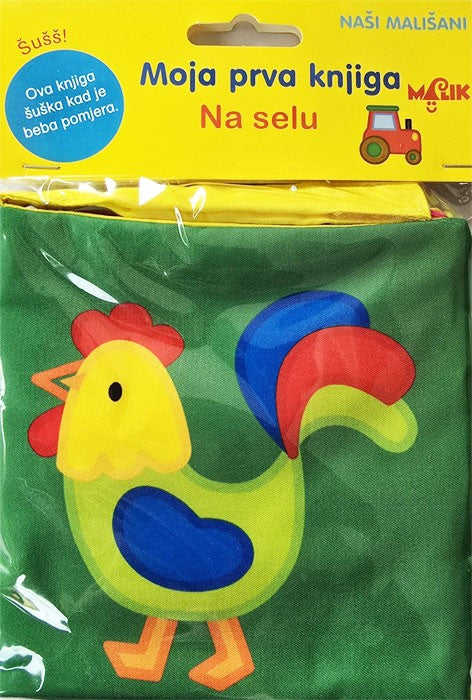 NAŠI MALIŠANI
Šušš!
Ova knjiga
šuška kad je
beba pomjera.
Moja prva knjiga
Na selu
MALIK